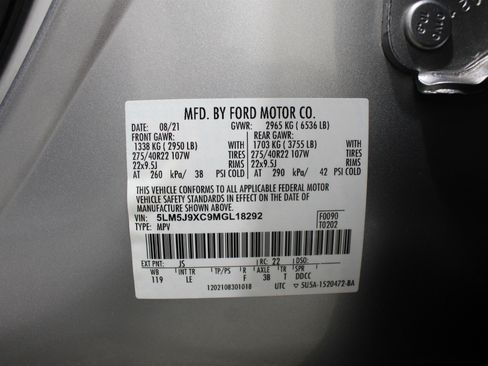 MFD. BY FORD MOTOR CO.
DATE: 08/21 GVWR: 2965 KG ( 6536 LB)
FRONT GAWR: REAR GAWR:
1338 KG ( 2950 LB) 1703 KG ( 3755 LB)
275/40R22 107W TIRES 275/40R22 107W TIRES
22x9.5J RIMS 22x9.5J RIMS
AT 260 kPa/ 38 PSI COLD AT 290 kPa/ 42 PSI COLD
THIS VEHICLE CONFORMS TO ALL APPLICABLE FEDERAL MOTOR
VEHICLE SAFETY STANDARDS IN EFFECT ON THE DATE OF
MANUFACTURE SHOWN ABOVE.
VIN: 5LM5J9XC9MGL18292 F0090
TYPE: MPV T0202
EXT PNT: JS RC: 22 DSO:
WB INT TR TP/PS R AXLE TR SPR
119 LE F 3B T DDCC
1202108301018 UTC 5U5A-1520472-BA